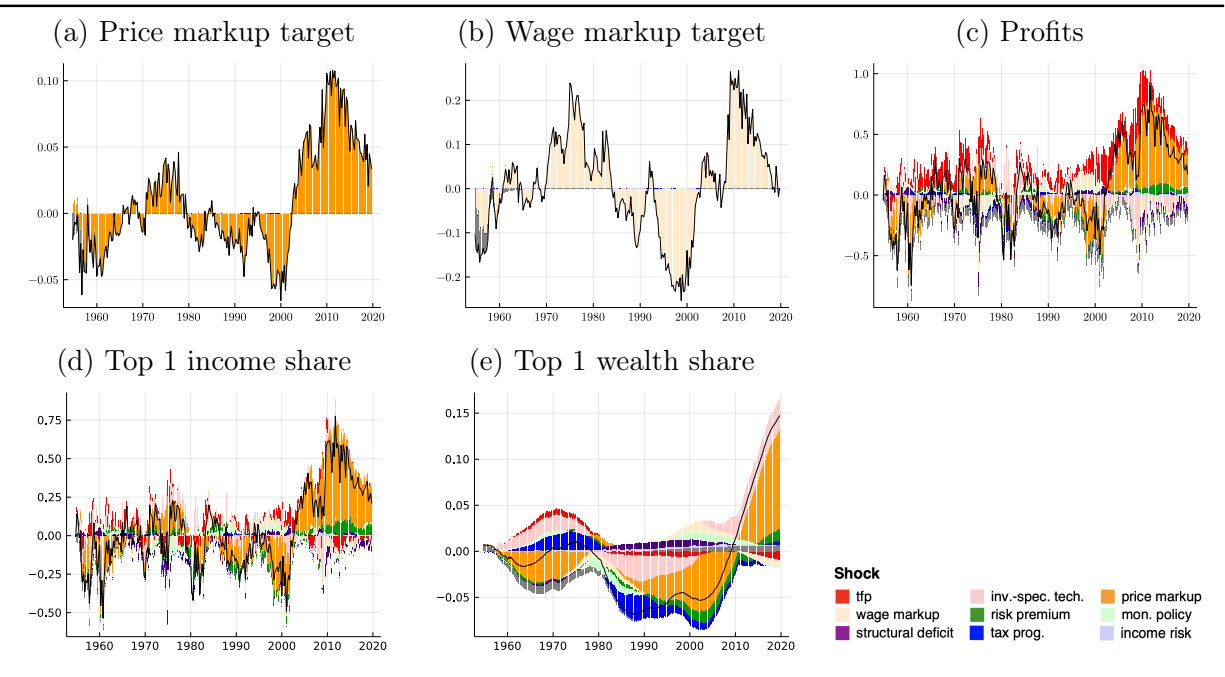 (a) Price markup target
(b) Wage markup target
(c) Profits
0.10
0.05
0.00
−0.05
1960 1970 1980 1990 2000 2010 2020
0.2
0.1
0.0
−0.1
−0.2
1960 1970 1980 1990 2000 2010 2020
1.0
0.5
0.0
−0.5
1960 1970 1980 1990 2000 2010 2020
(d) Top 1 income share
(e) Top 1 wealth share
0.75
0.50
0.25
0.00
−0.25
−0.50
1960 1970 1980 1990 2000 2010 2020
0.15
0.10
0.05
0.00
−0.05
1960 1970 1980 1990 2000 2010 2020
Shock
tfp inv.-spec. tech. price markup
wage markup risk premium mon. policy
structural deficit tax prog. income risk